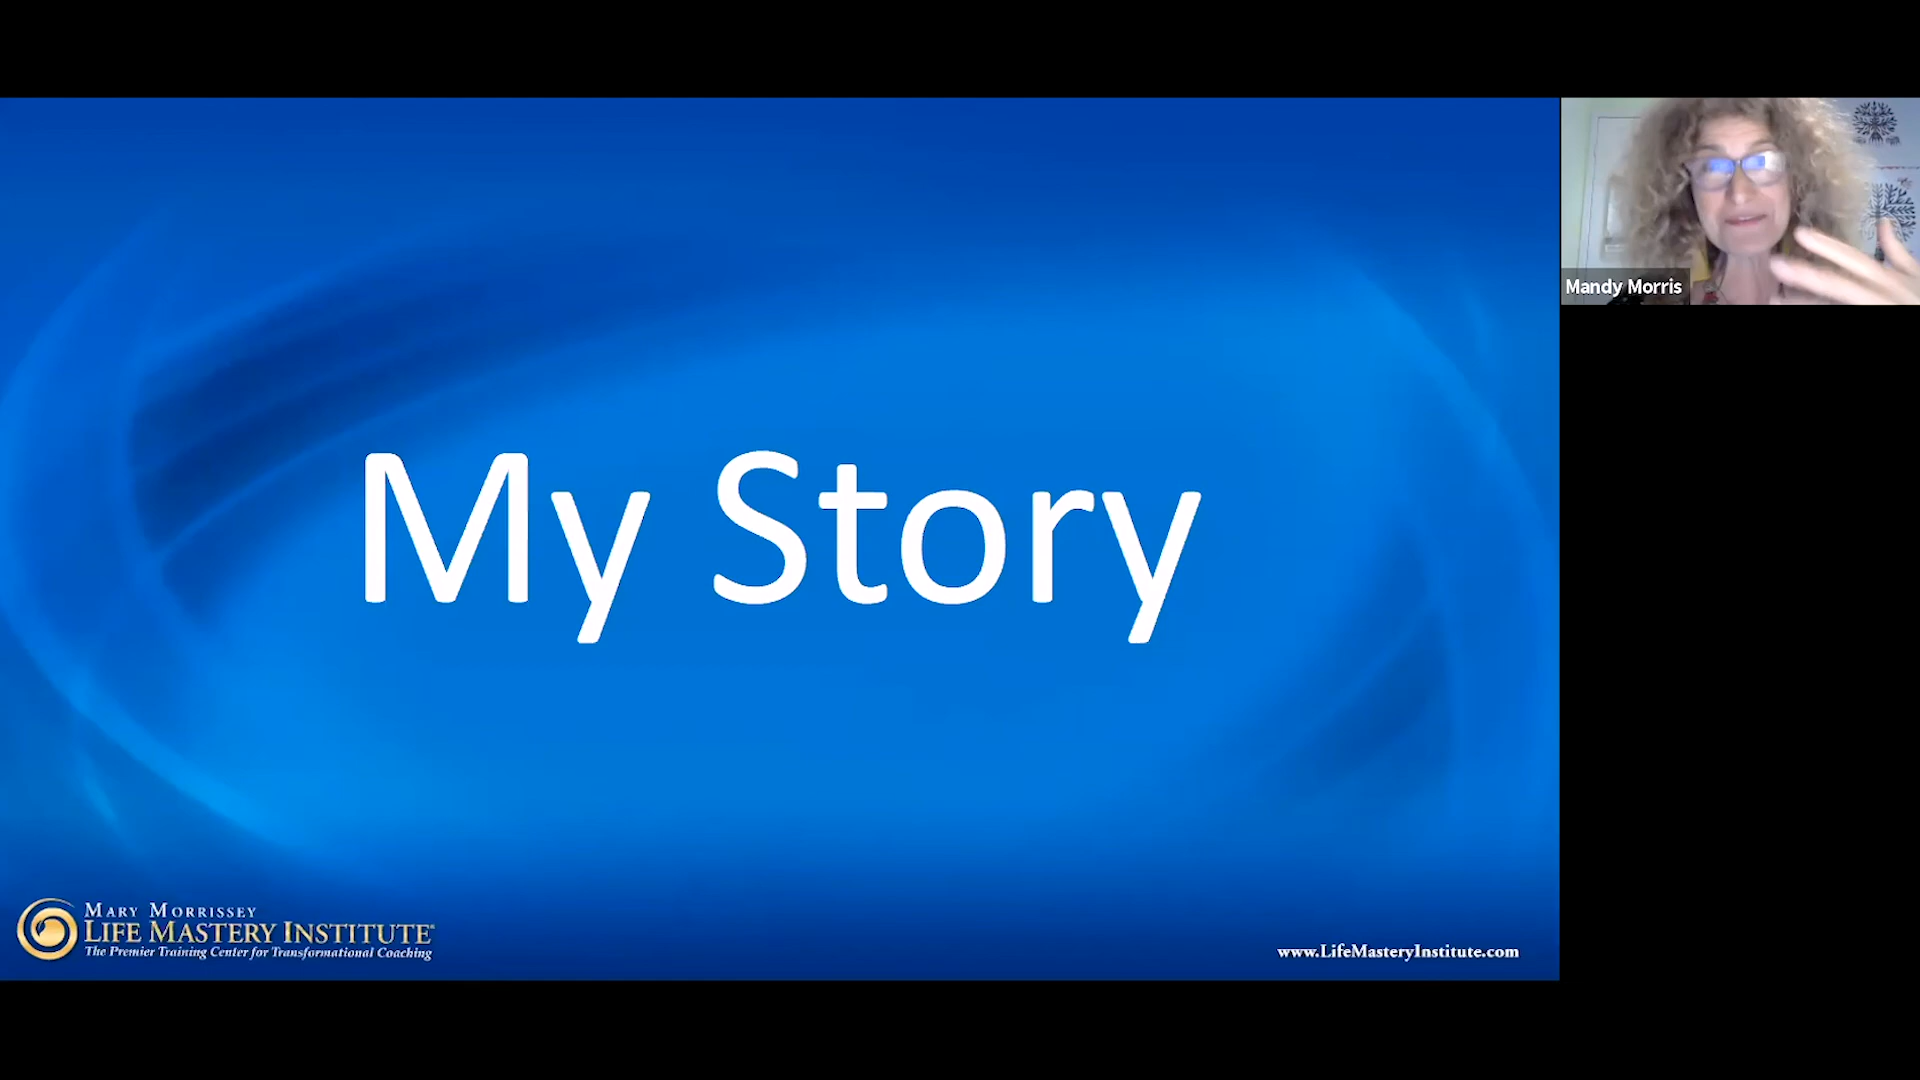 My Story
Mandy Morris
MARY MORRISSEY
LIFE MASTERY INSTITUTE
The Premier Training Center for Transformational Coaching
www.LifeMasteryInstitute.com